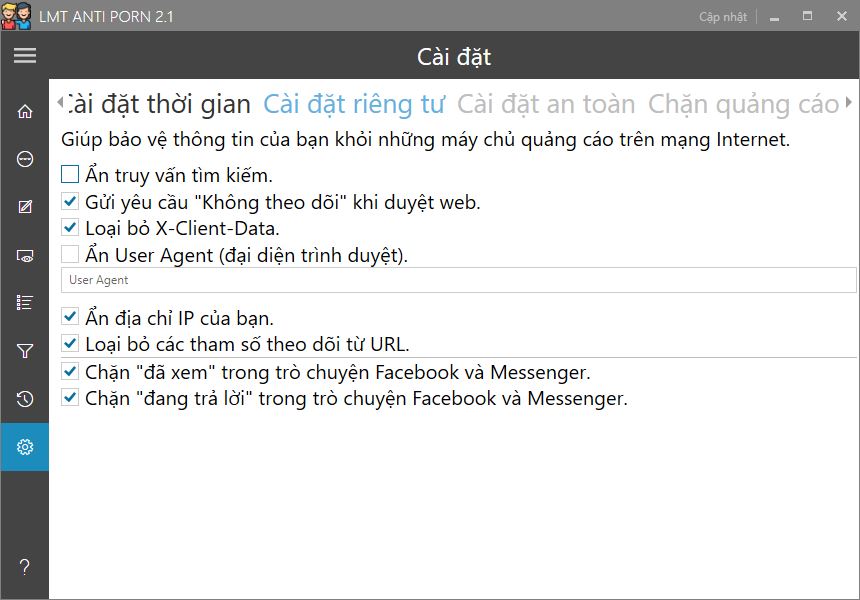 LMT ANTI PORN 2.1
Cập nhật
Cài đặt
Cài đặt thời gian Cài đặt riêng tư Cài đặt an toàn Chặn quảng cáo
Giúp bảo vệ thông tin của bạn khỏi những máy chủ quảng cáo trên mạng Internet.
Ẩn truy vấn tìm kiếm.
Gửi yêu cầu "Không theo dõi" khi duyệt web.
Loại bỏ X-Client-Data.
Ẩn User Agent (đại diện trình duyệt).
User Agent
Ẩn địa chỉ IP của bạn.
Loại bỏ các tham số theo dõi từ URL.
Chặn "đã xem" trong trò chuyện Facebook và Messenger.
Chặn "đang trả lời" trong trò chuyện Facebook và Messenger.
?